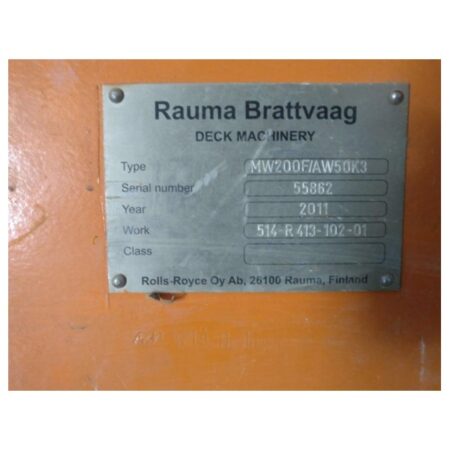 Rauma Brattvaag
DECK MACHINERY
Type MW200F/AW50K3
Serial number 55862
Year 2011
Work 514-R413-102-01
Class
Rolls-Royce Oy Ab, 26100 Rauma, Finland